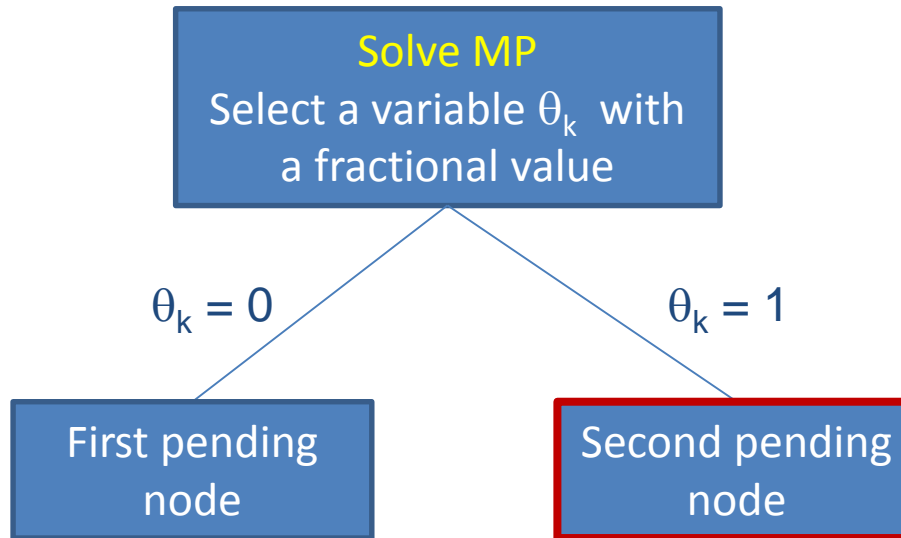 Solve MP
Select a variable θk with
a fractional value
θk = 0
θk = 1
First pending
node
Second pending
node